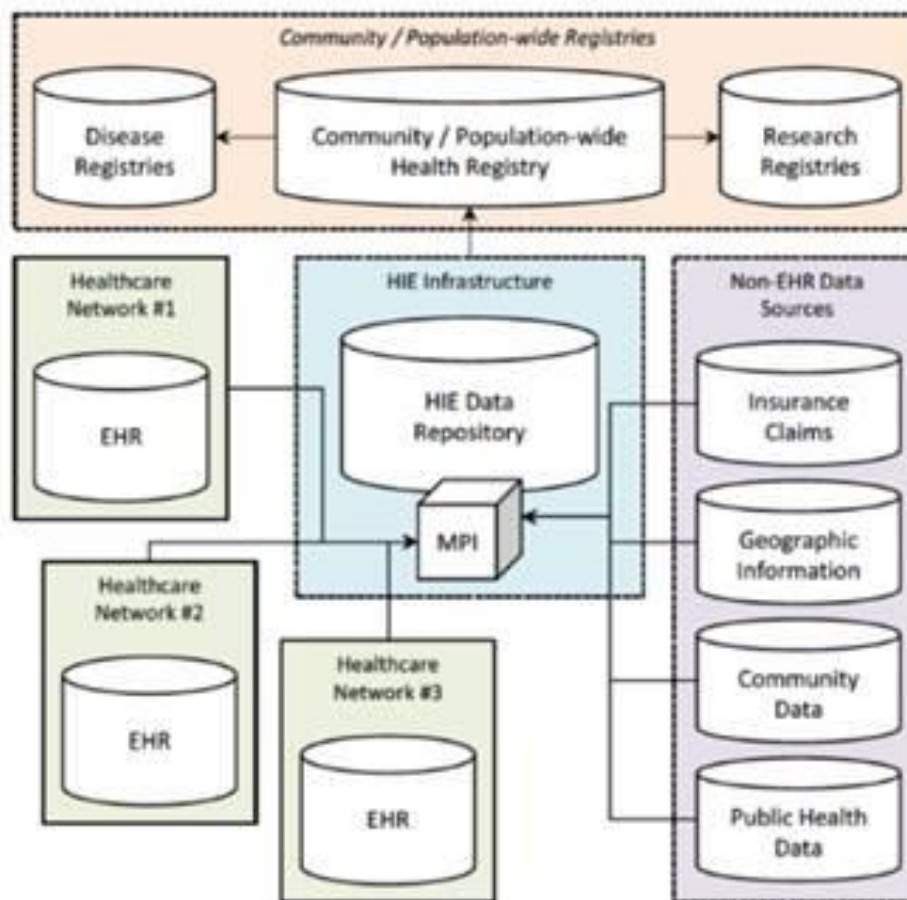 Community / Population-wide Registries
Disease
Registries
Community / Population-wide
Health Registry
Research
Registries
Healthcare
Network #1
EHR
HIE Infrastructure
HIE Data
Repository
MPI
Non-EHR Data
Sources
Insurance
Claims
Geographic
Information
Community
Data
Public Health
Data
Healthcare
Network #2
EHR
Healthcare
Network #3
EHR